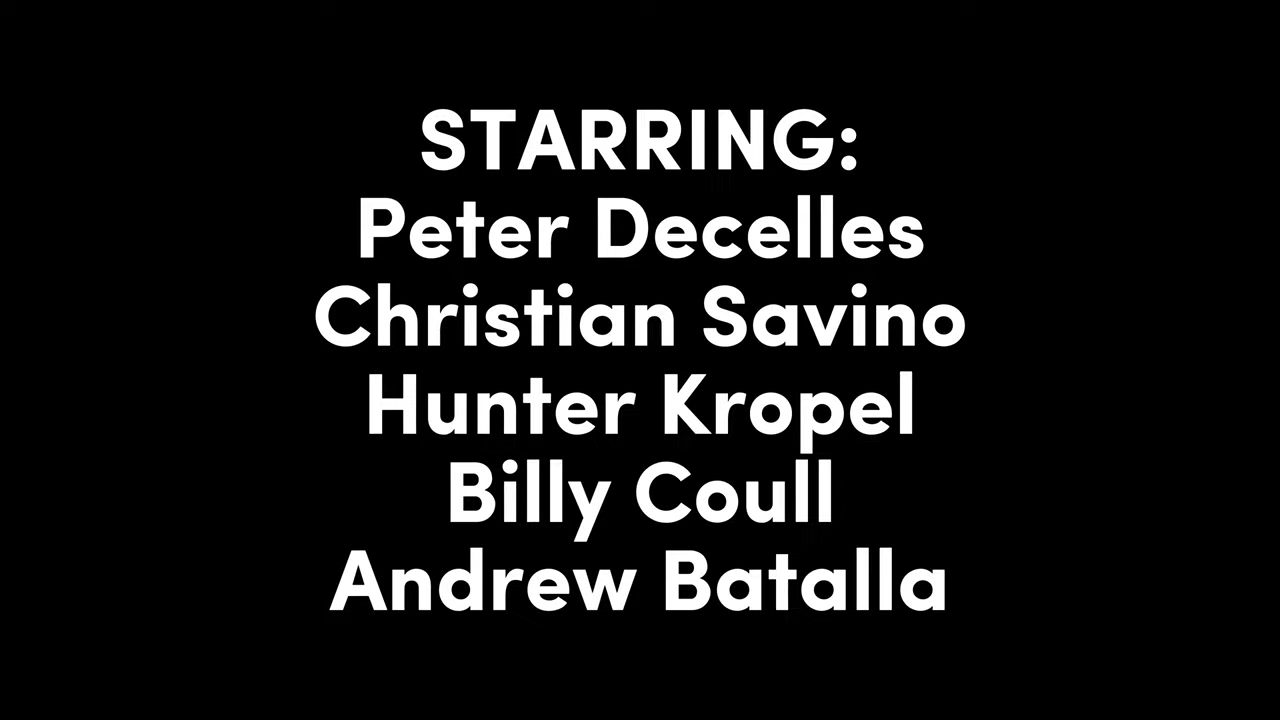 STARRING:
Peter Decelles
Christian Savino
Hunter Kropel
Billy Coull
Andrew Batalla